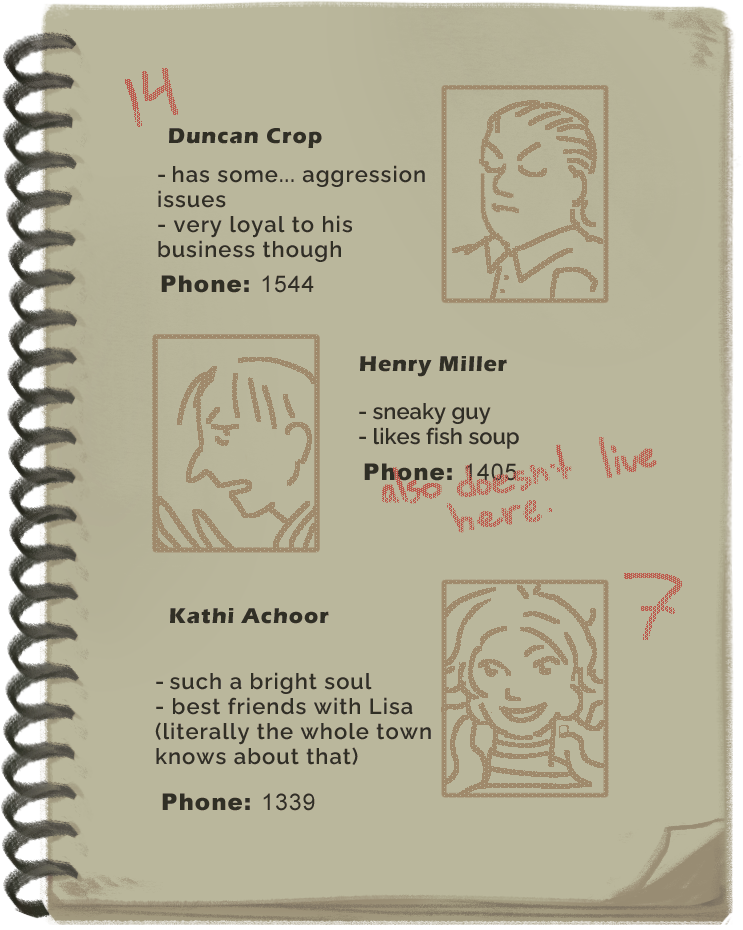 14
Duncan Crop
- has some... aggression
issues
- very loyal to his
business though
Phone: 1544
Henry Miller
- sneaky guy
- likes fish soup
Phone: 1405
also doesn't live
here.
7
Kathi Achoor
- such a bright soul
- best friends with Lisa
(literally the whole town
knows about that)
Phone: 1339